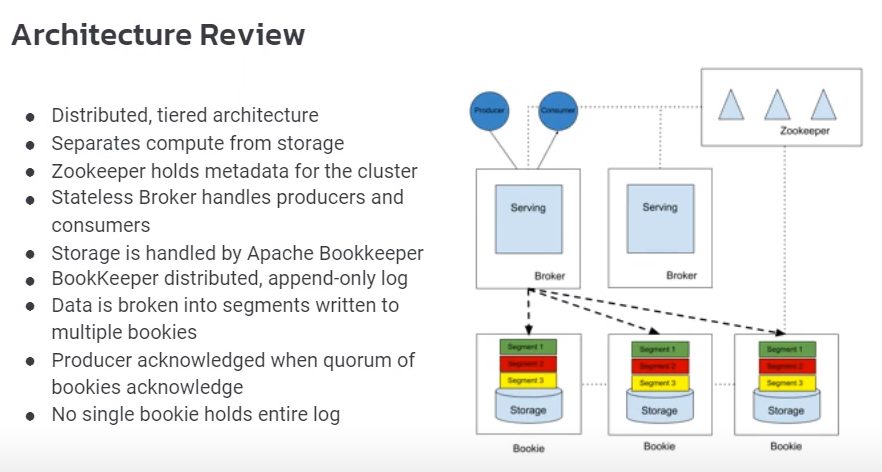 Architecture Review
Distributed, tiered architecture
Separates compute from storage
Zookeeper holds metadata for the cluster
Stateless Broker handles producers and
consumers
Storage is handled by Apache Bookkeeper
BookKeeper distributed, append-only log
Data is broken into segments written to
multiple bookies
Producer acknowledged when quorum of
bookies acknowledge
No single bookie holds entire log
Producer
Consumer
Zookeeper
Serving
Broker
Serving
Broker
Segment 1
Segment 2
Segment 3
Storage
Bookie
Segment 1
Segment 2
Segment 3
Storage
Bookie
Segment 1
Segment 2
Segment 3
Storage
Bookie